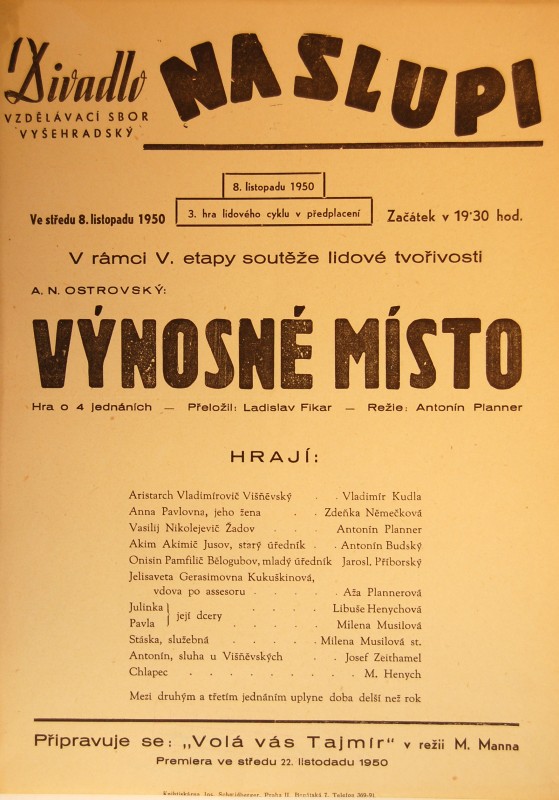 Divadlo NA SLUPI
VZDĚLÁVACÍ SBOR
VYŠEHRADSKÝ
8. listopadu 1950
Ve středu 8. listopadu 1950 3. hra lidového cyklu v předplacení Začátek v 19·30 hod.
V rámci V. etapy soutěže lidové tvořivosti
A. N. OSTROVSKÝ:
VÝNOSNÉ MÍSTO
Hra o 4 jednáních — Přeložil: Ladislav Fikar — Režie: Antonín Planner
HRAJÍ:
Aristarch Vladimírovič Višněvský . . Vladimír Kudla
Anna Pavlovna, jeho žena . . Zdeňka Němečková
Vasilij Nikolejevič Žadov . . . Antonín Planner
Akim Akimič Jusov, starý úředník . . Antonín Budský
Onisin Pamfilič Bělogubov, mladý úředník Jarosl. Příborský
Jelisaveta Gerasimovna Kukuškinová,
vdova po assesoru . . . . . Aža Plannerová
Julinka . . . . Libuše Henychová
} její dcery
Pavla . . . . . Milena Musilová
Stáska, služebná . . . . . Milena Musilová st.
Antonín, sluha u Višněvských . . Josef Zeithamel
Chlapec . . . . . . . . M. Henych
Mezi druhým a třetím jednáním uplyne doba delší než rok
Připravuje se: „Volá vás Tajmír" v režii M. Manna
Premiera ve středu 22. listodadu 1950
Praha II.